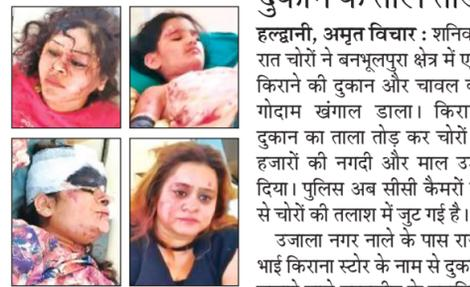 हल्द्वानी, अमृत विचार : शनिव
रात चोरों ने बनभूलपुरा क्षेत्र में ए
किराने की दुकान और चावल व
गोदाम खंगाल डाला। किरा
दुकान का ताला तोड़ कर चोरों
हजारों की नगदी और माल उ
दिया। पुलिस अब सीसी कैमरों
से चोरों की तलाश में जुट गई है।
उजाला नगर नाले के पास रा
भाई किराना स्टोर के नाम से दुका